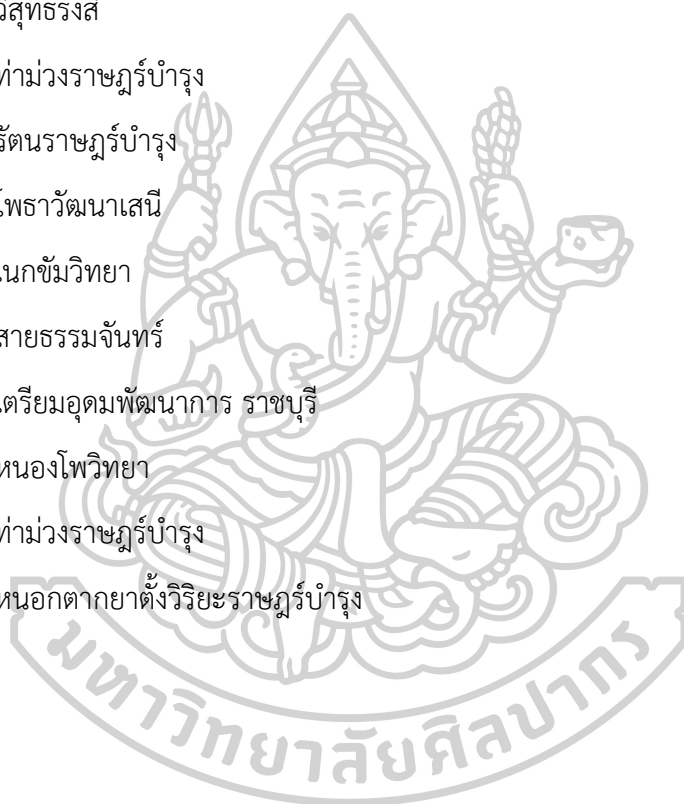 วิสุทธรังส
ท่าม่วงราษฎร์บำรุง
รัตนราษฎร์บำรุง
โพธาวัฒนาเสนี
เนกขัมวิทยา
สายธรรมจันทร์
เตรียมอุดมพัฒนาการ ราชบุรี
หนองโพวิทยา
ท่าม่วงราษฎร์บำรุง
หนอกตากยาตั้งวิริยะราษฎร์บำรุง
มหาวิทยาลัยศิลปากร